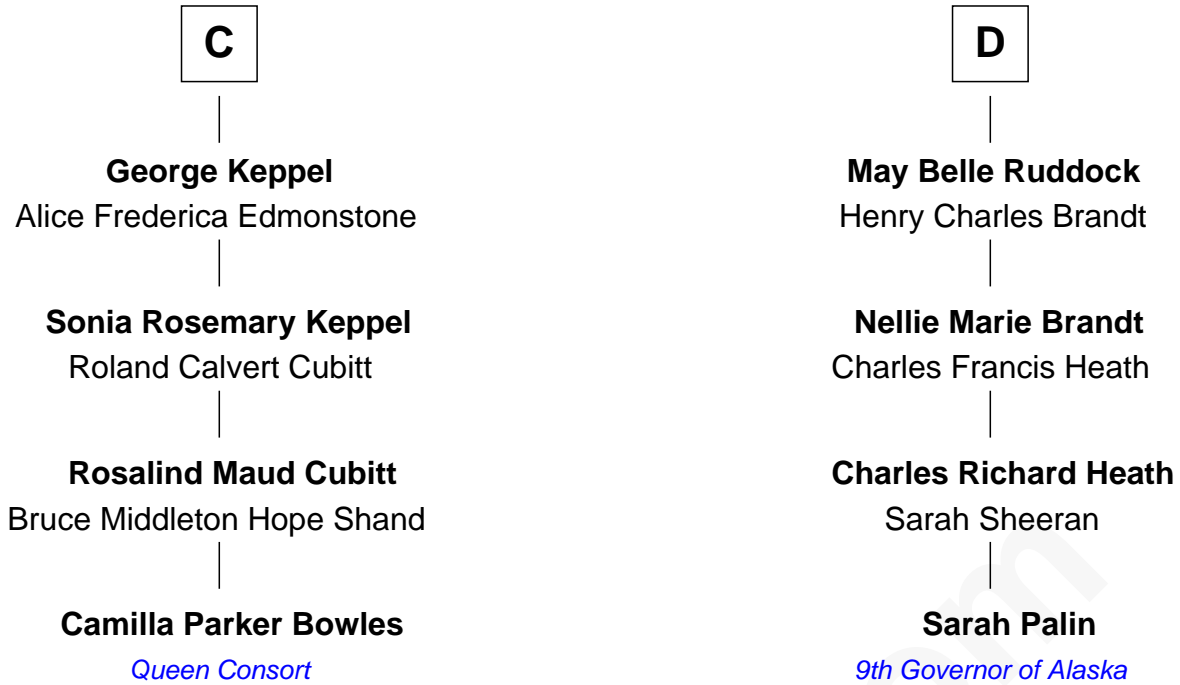 C
George Keppel
Alice Frederica Edmonstone
Sonia Rosemary Keppel
Roland Calvert Cubitt
Rosalind Maud Cubitt
Bruce Middleton Hope Shand
Camilla Parker Bowles
Queen Consort
D
May Belle Ruddock
Henry Charles Brandt
Nellie Marie Brandt
Charles Francis Heath
Charles Richard Heath
Sarah Sheeran
Sarah Palin
9th Governor of Alaska